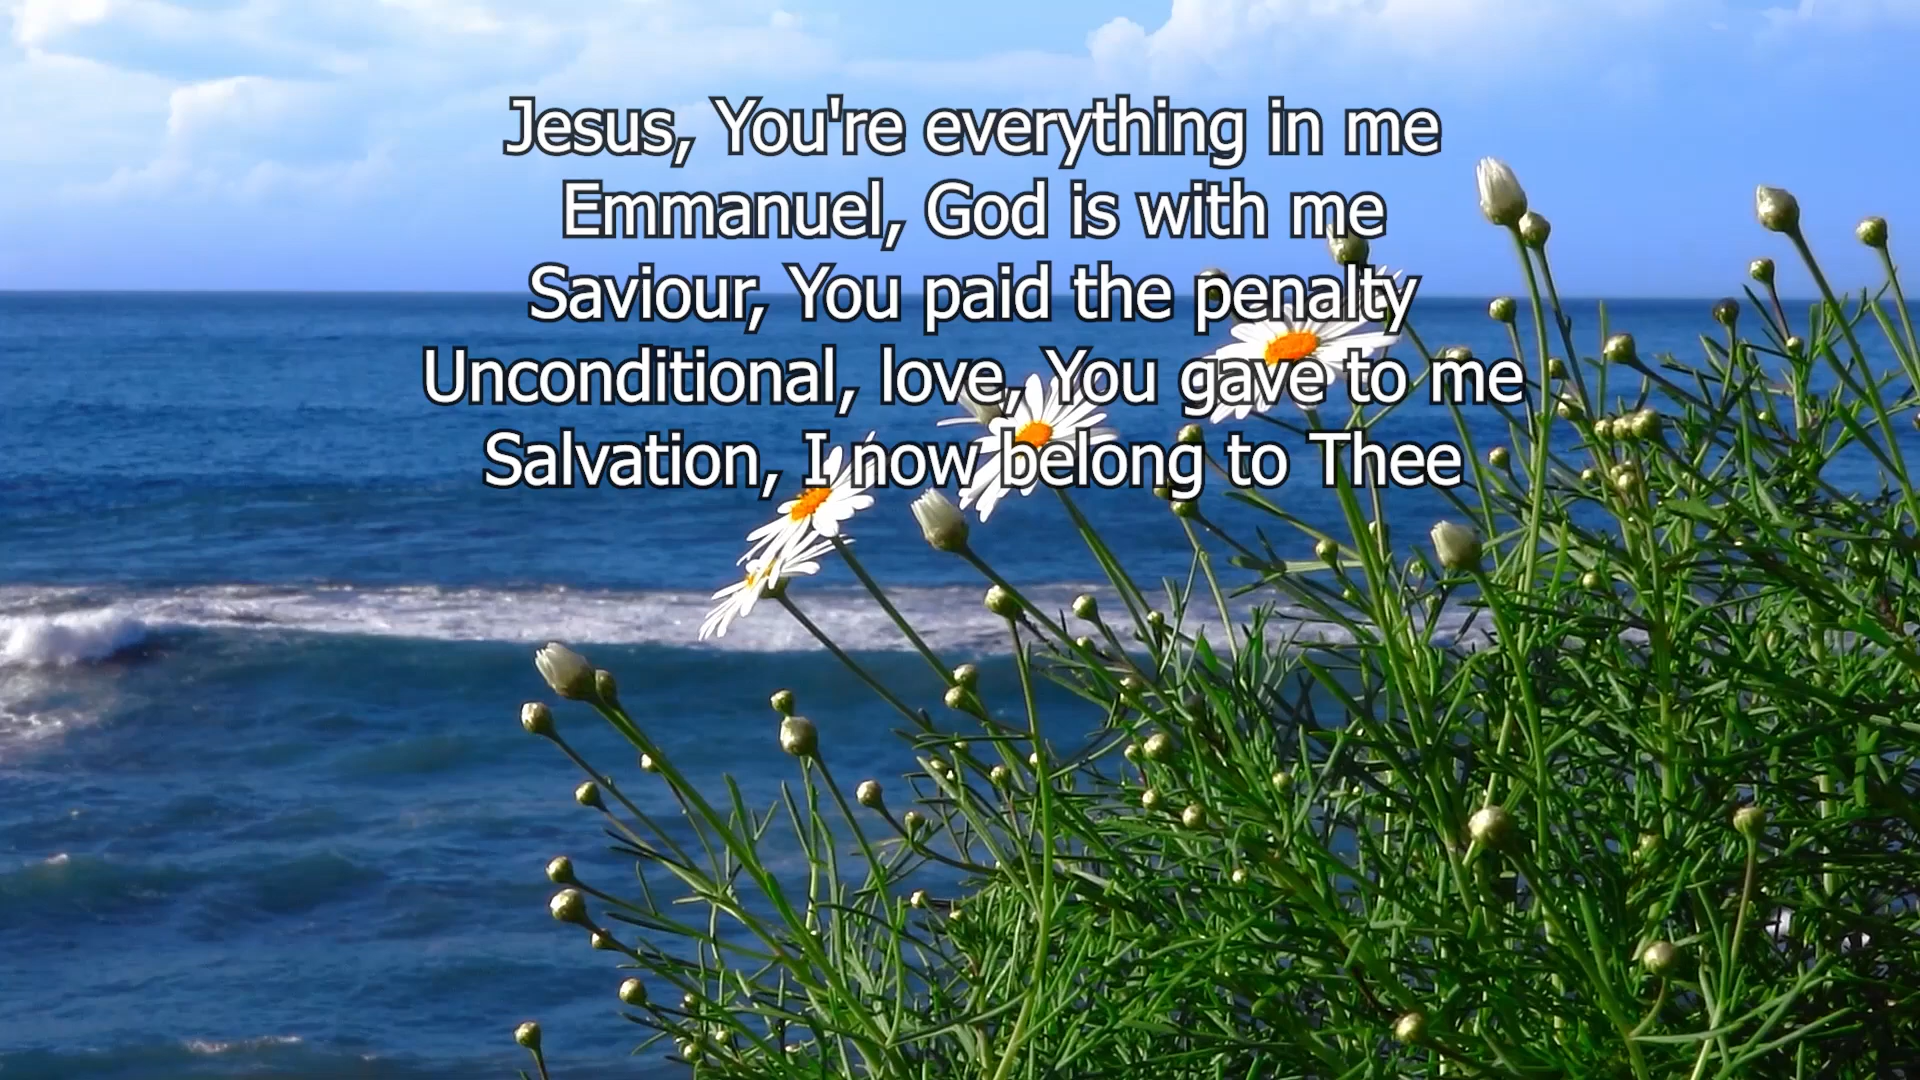 Jesus, You're everything in me
Emmanuel, God is with me
Saviour, You paid the penalty
Unconditional, love, You gave to me
Salvation, I now belong to Thee